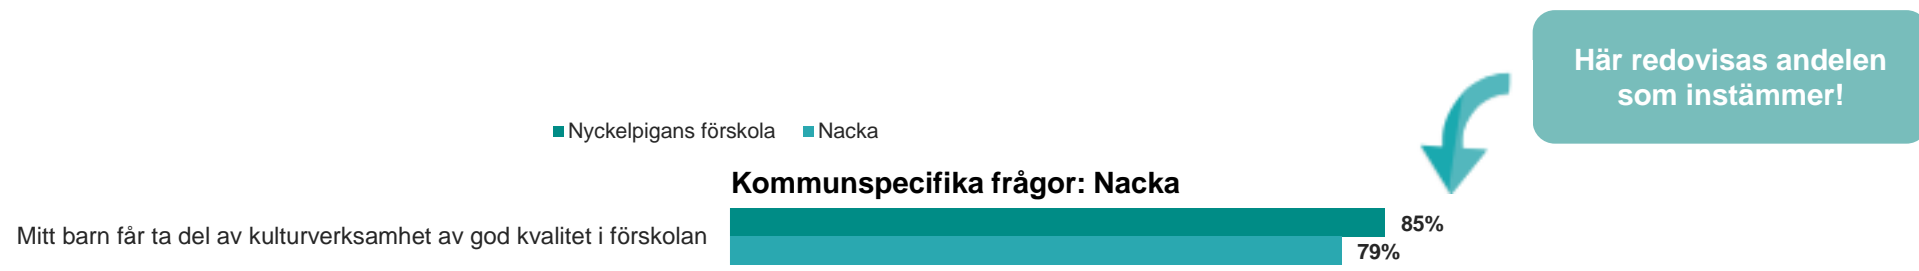 Här redovisas andelen
som instämmer!
Nyckelpigans förskola Nacka
Kommunspecifika frågor: Nacka
Mitt barn får ta del av kulturverksamhet av god kvalitet i förskolan
85%
79%